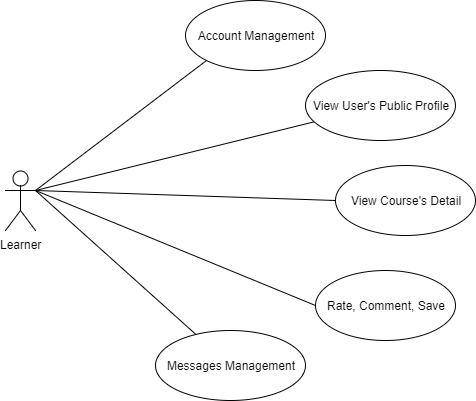 Account Management
View User's Public Profile
View Course's Detail
Learner
Rate, Comment, Save
Messages Management